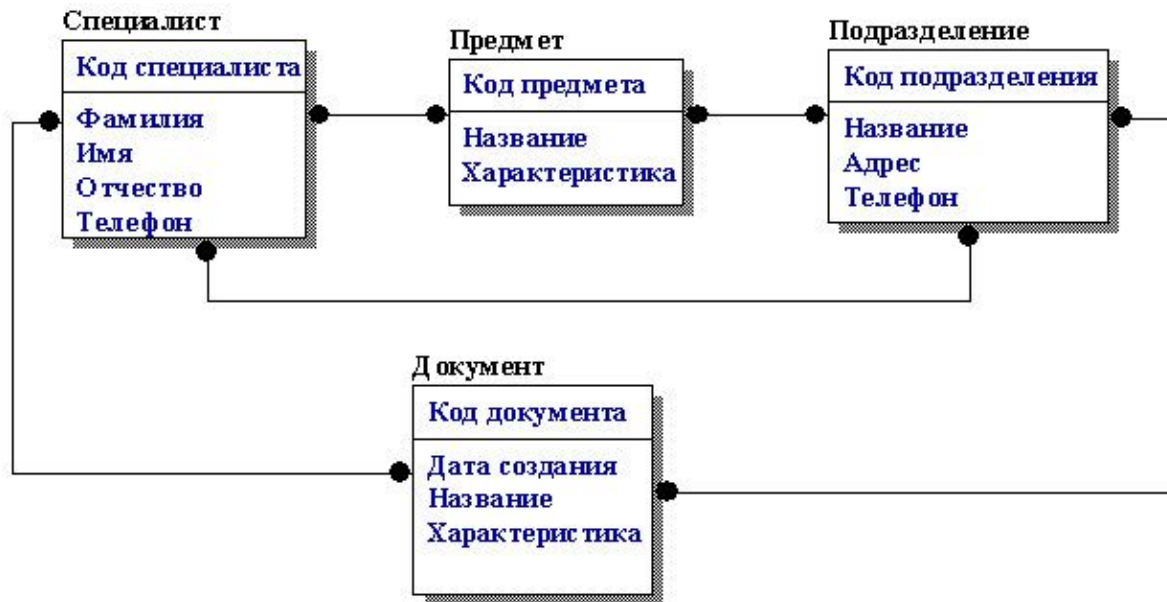 Специалист
Код специалиста
Фамилия
Имя
Отчество
Телефон
Предмет
Код предмета
Название
Характеристика
Подразделение
Код подразделения
Название
Адрес
Телефон
Документ
Код документа
Дата создания
Название
Характеристика